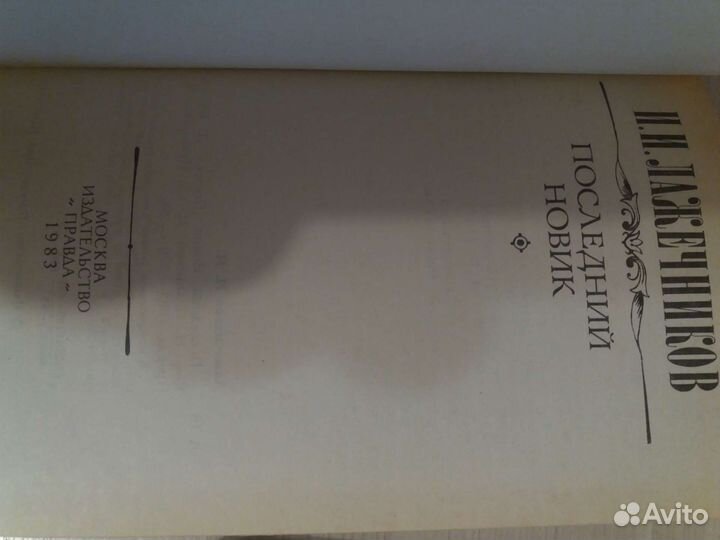 И.И. ЛАЖЕЧНИКОВ
ПОСЛЕДНИЙ
НОВИК
МОСКВА
ИЗДАТЕЛЬСТВО
„ ПРАВДА "
1983
Avito